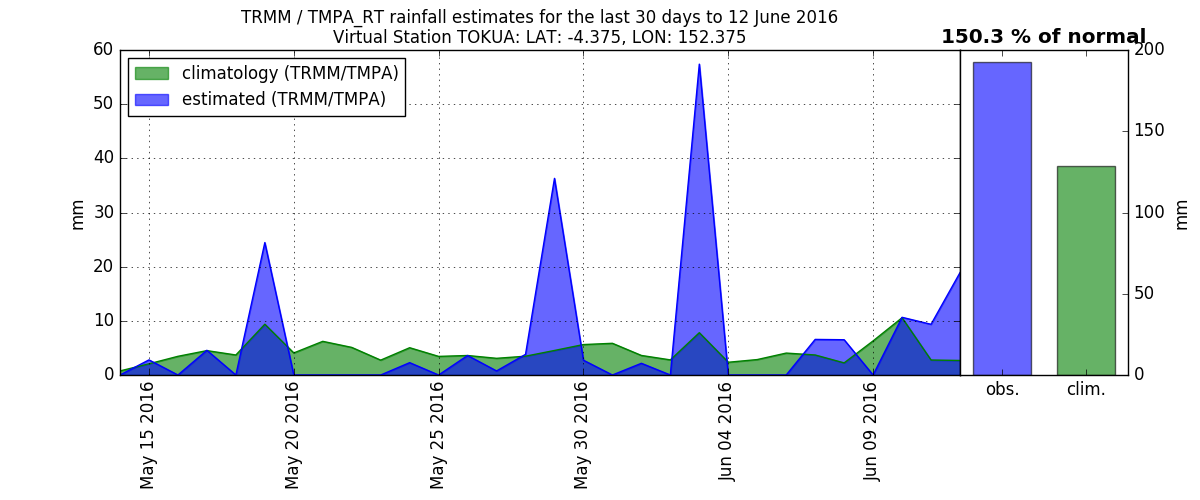 TRMM / TMPA_RT rainfall estimates for the last 30 days to 12 June 2016
Virtual Station TOKUA: LAT: -4.375, LON: 152.375
150.3 % of normal
climatology (TRMM/TMPA)
estimated (TRMM/TMPA)
60
50
40
30
20
10
0
mm
May 15 2016
May 20 2016
May 25 2016
May 30 2016
Jun 04 2016
Jun 09 2016
200
150
100
50
0
mm
obs.
clim.